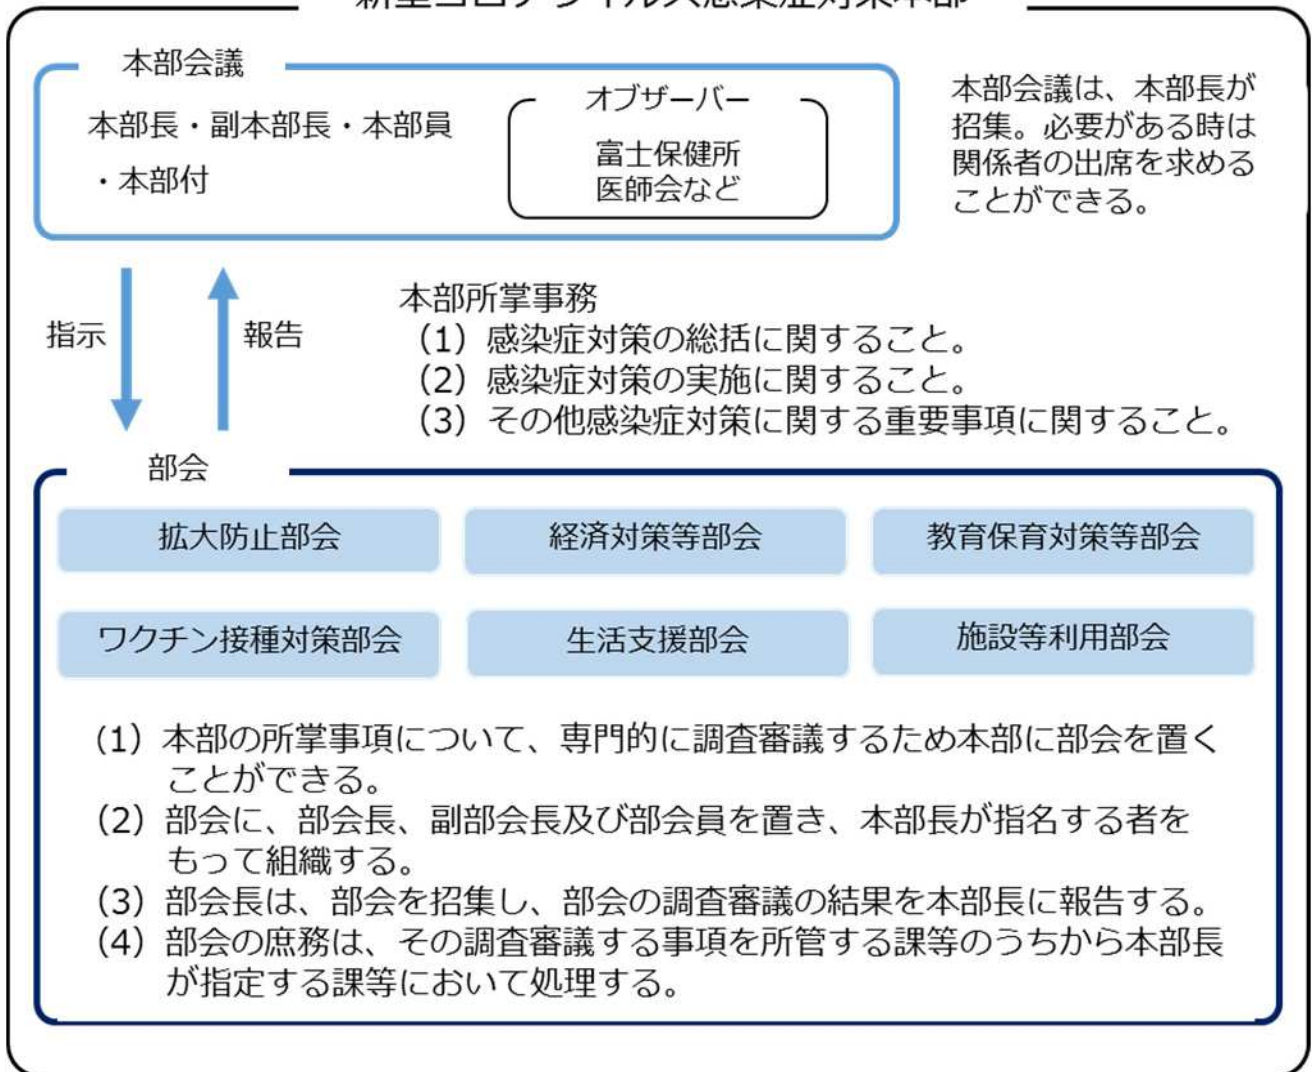 新型コロナウイルス感染症対策本部
本部会議
本部長・副本部長・本部員
・本部付
オブザーバー
富士保健所
医師会など
本部会議は、本部長が
招集。必要がある時は
関係者の出席を求める
ことができる。
指示
報告
本部所掌事務
(1) 感染症対策の総括に関すること。
(2) 感染症対策の実施に関すること。
(3) その他感染症対策に関する重要事項に関すること。
部会
拡大防止部会
経済対策等部会
教育保育対策等部会
ワクチン接種対策部会
生活支援部会
施設等利用部会
(1) 本部の所掌事項について、専門的に調査審議するため本部に部会を置く
ことができる。
(2) 部会に、部会長、副部会長及び部会員を置き、本部長が指名する者を
もって組織する。
(3) 部会長は、部会を招集し、部会の調査審議の結果を本部長に報告する。
(4) 部会の庶務は、その調査審議する事項を所管する課等のうちから本部長
が指定する課等において処理する。